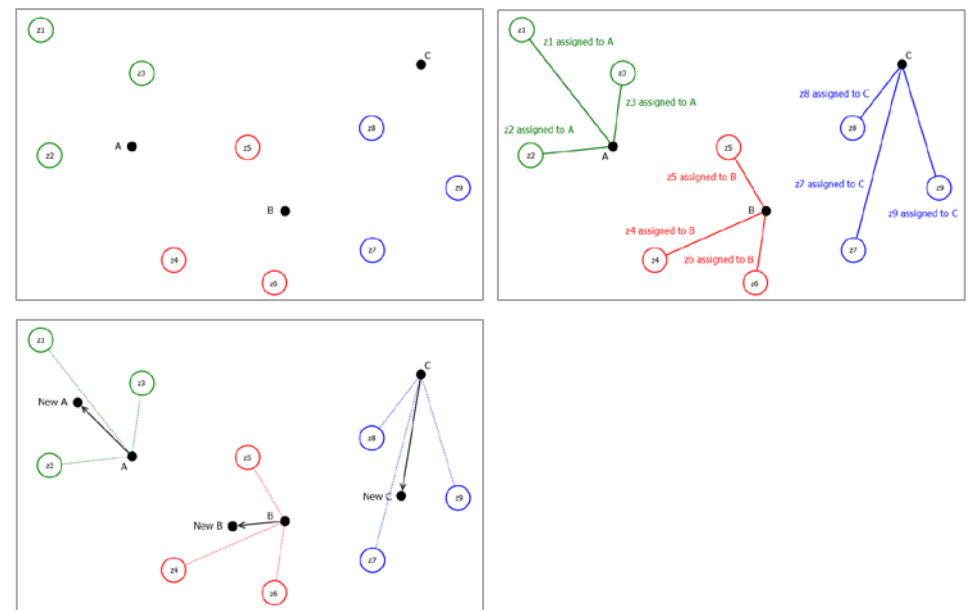 z1
z3
C
z8
A
z5
z2
z9
B
z7
z4
z6
z1
z1 assigned to A
C
z3
z3 assigned to A
z8 assigned to C
z2 assigned to A
z8
z5
z2
A
z5 assigned to B
z7 assigned to C
z9
B
z9 assigned to C
z4 assigned to B
z7
z4
z6 assigned to B
z6
z1
C
z3
New A
z8
z5
z2
A
New C
z9
B
New B
z7
z4
z6